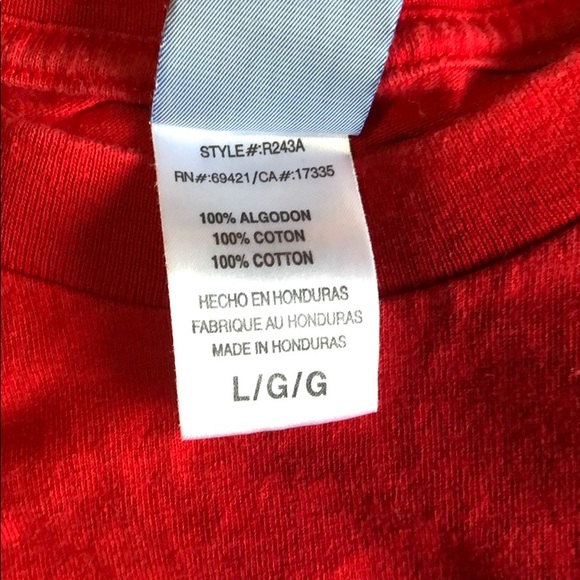 STYLE#:R243A
RN#:69421/CA#:17335
100% ALGODON
100% COTON
100% COTTON
HECHO EN HONDURAS
FABRIQUE AU HONDURAS
MADE IN HONDURAS
L/G/G